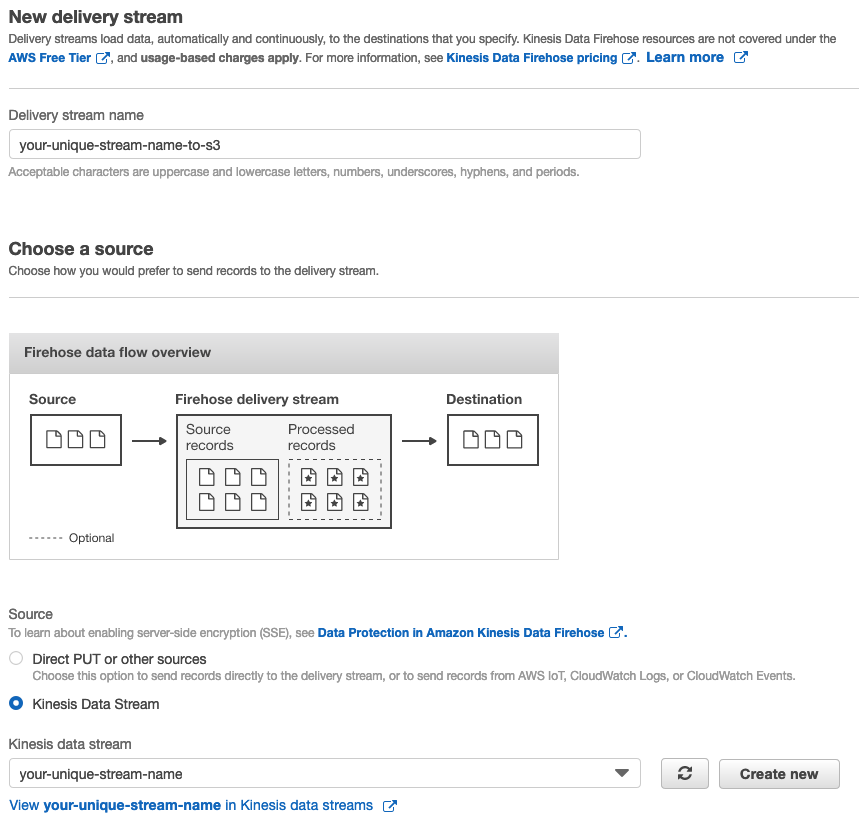 New delivery stream
Delivery streams load data, automatically and continuously, to the destinations that you specify. Kinesis Data Firehose resources are not covered under the
AWS Free Tier, and usage-based charges apply. For more information, see Kinesis Data Firehose pricing. Learn more
Delivery stream name
your-unique-stream-name-to-s3
Acceptable characters are uppercase and lowercase letters, numbers, underscores, hyphens, and periods.
Choose a source
Choose how you would prefer to send records to the delivery stream.
Firehose data flow overview
Source Firehose delivery stream Destination
Source Processed
records records
Optional
Source
To learn about enabling server-side encryption (SSE), see Data Protection in Amazon Kinesis Data Firehose.
Direct PUT or other sources
Choose this option to send records directly to the delivery stream, or to send records from AWS IoT, CloudWatch Logs, or CloudWatch Events.
Kinesis Data Stream
Kinesis data stream
your-unique-stream-name Create new
View your-unique-stream-name in Kinesis data streams